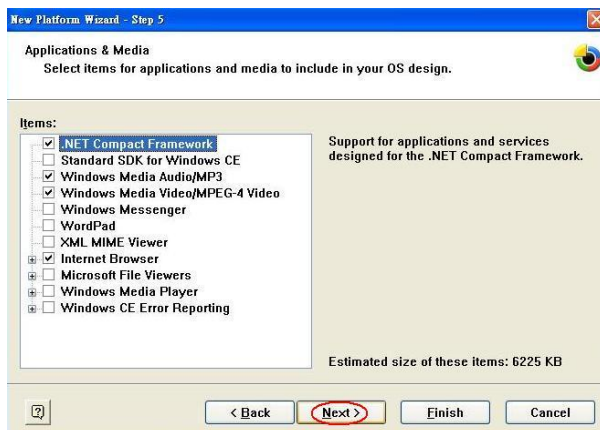 New Platform Wizard - Step 5
Applications & Media
Select items for applications and media to include in your OS design.
Items:
.NET Compact Framework
Standard SDK for Windows CE
Windows Media Audio/MP3
Windows Media Video/MPEG-4 Video
Windows Messenger
WordPad
XML MIME Viewer
Internet Browser
Microsoft File Viewers
Windows Media Player
Windows CE Error Reporting
Support for applications and services
designed for the .NET Compact Framework.
Estimated size of these items: 6225 KB
?
< Back
Next >
Finish
Cancel